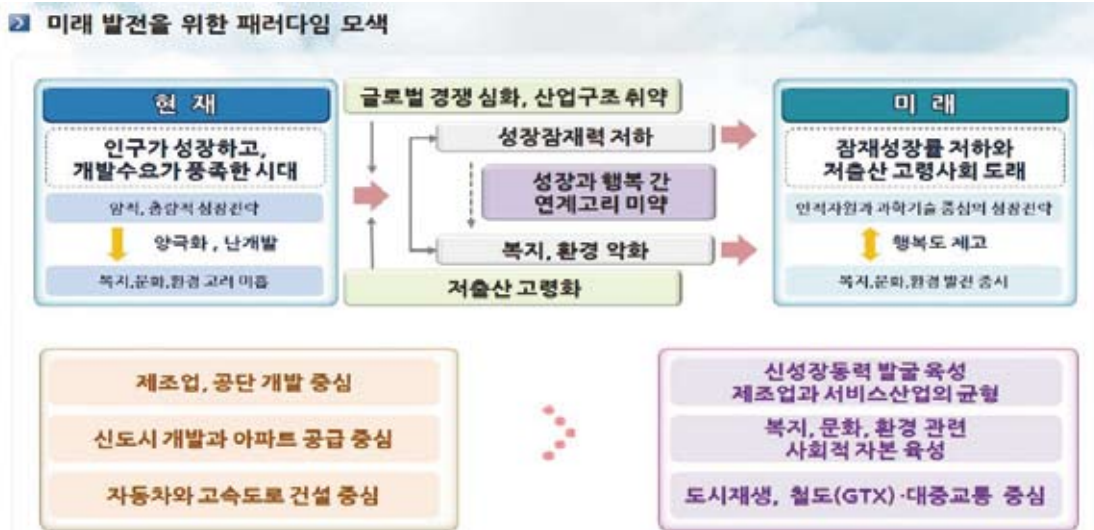 미래 발전을 위한 패러다임 모색
현 재
인구가 성장하고,
개발수요가 풍족한 시대
양적, 총량적 성장전략
양극화 , 난개발
복지,문화,환경 고려 미흡
글로벌 경쟁 심화, 산업구조 취약
성장잠재력 저하
성장과 행복 간
연계고리 미약
복지, 환경 악화
저출산 고령화
미 래
잠재성장률 저하와
저출산 고령사회 도래
인적자원과 과학기술 중심의 성장전략
행복도 제고
복지,문화,환경 발전 중시
제조업, 공단 개발 중심
신도시 개발과 아파트 공급 중심
자동차와 고속도로 건설 중심
신성장동력 발굴 육성
제조업과 서비스산업의 균형
복지, 문화, 환경 관련
사회적 자본 육성
도시재생, 철도(GTX)·대중교통 중심